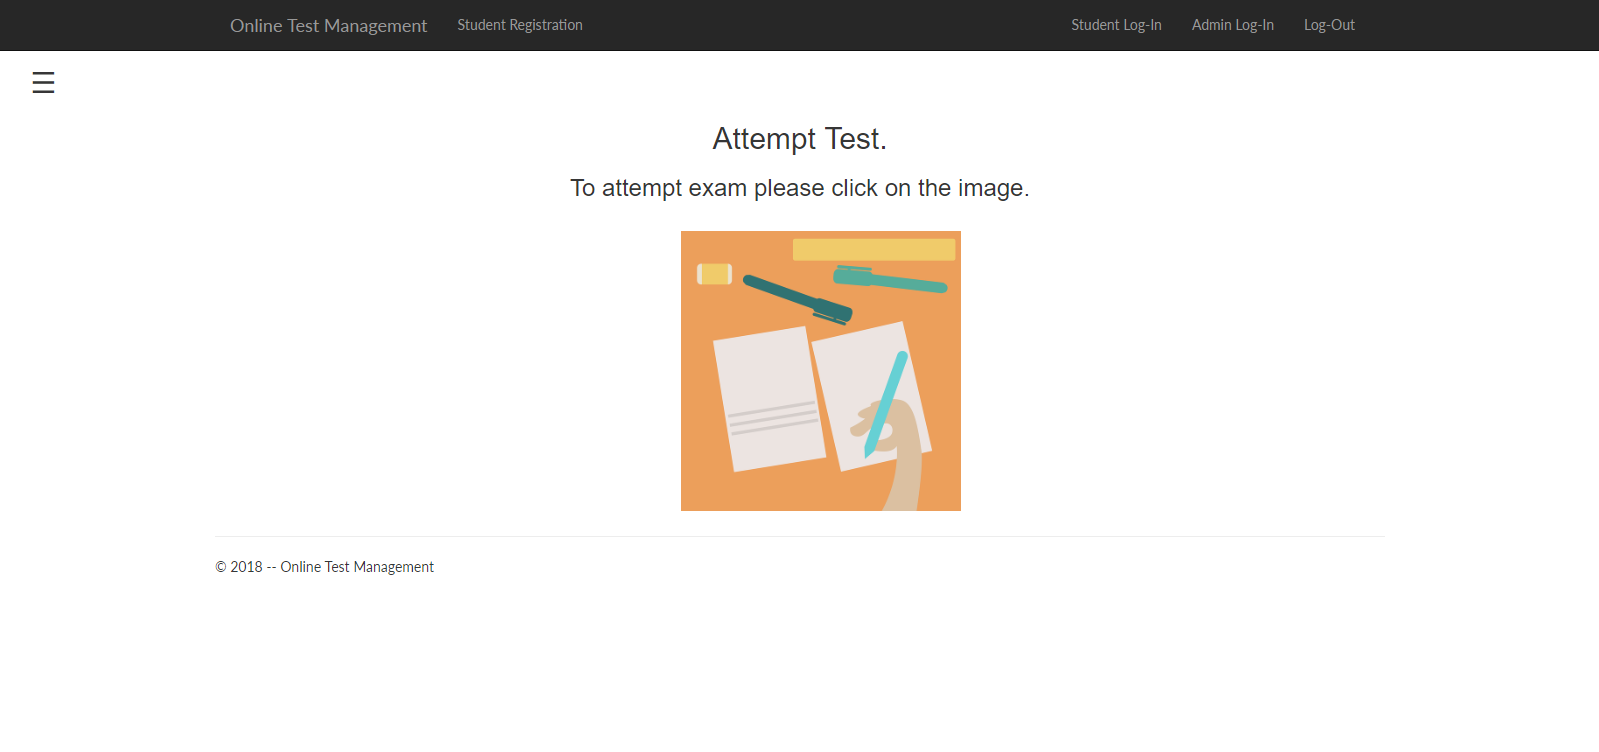 Online Test Management Student Registration Student Log-In Admin Log-In Log-Out
Attempt Test.
To attempt exam please click on the image.
© 2018 -- Online Test Management